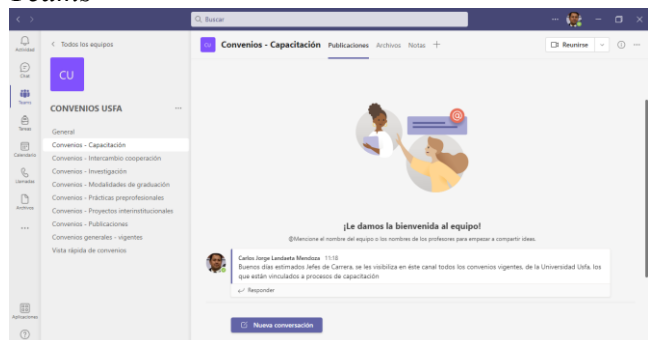 Teams
Buscar
Actividad
Chat
Teams
Tareas
Calendario
Llamadas
Archivos
Aplicaciones
Todos los equipos
CU
CONVENIOS USFA
General
Convenios - Capacitación
Convenios - Intercambio cooperación
Convenios - Investigación
Convenios - Modalidades de graduación
Convenios - Prácticas preprofesionales
Convenios - Proyectos interinstitucionales
Convenios - Publicaciones
Convenios generales - vigentes
Vista rápida de convenios
CU Convenios - Capacitación Publicaciones Archivos Notas +
Reunirse
¡Le damos la bienvenida al equipo!
@Mencione el nombre del equipo o los nombres de los profesores para empezar a compartir ideas.
Carlos Jorge Landaeta Mendoza 11:18
Buenos días estimados Jefes de Carrera, se les visibiliza en éste canal todos los convenios vigentes, de la Universidad Usfa, los
que están vinculados a procesos de capacitación
Responder
Nueva conversación